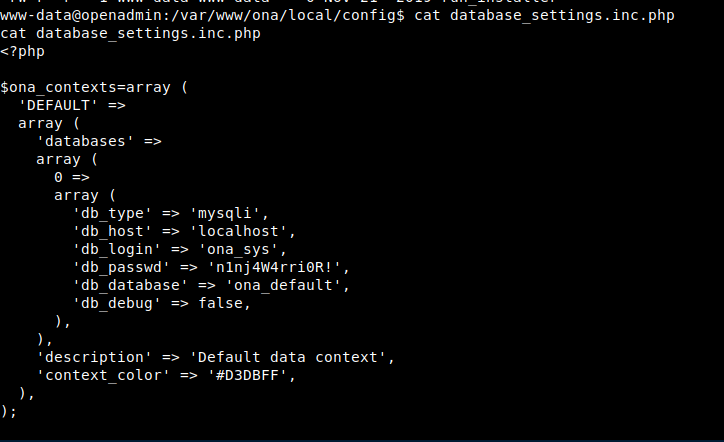 www-data@openadmin:/var/www/ona/local/config$ cat database_settings.inc.php
cat database_settings.inc.php
<?php

$ona_contexts=array (
  'DEFAULT' =>
  array (
    'databases' =>
    array (
      0 =>
      array (
        'db_type' => 'mysqli',
        'db_host' => 'localhost',
        'db_login' => 'ona_sys',
        'db_passwd' => 'n1nj4W4rri0R!',
        'db_database' => 'ona_default',
        'db_debug' => false,
      ),
    ),
    'description' => 'Default data context',
    'context_color' => '#D3DBFF',
  ),
);